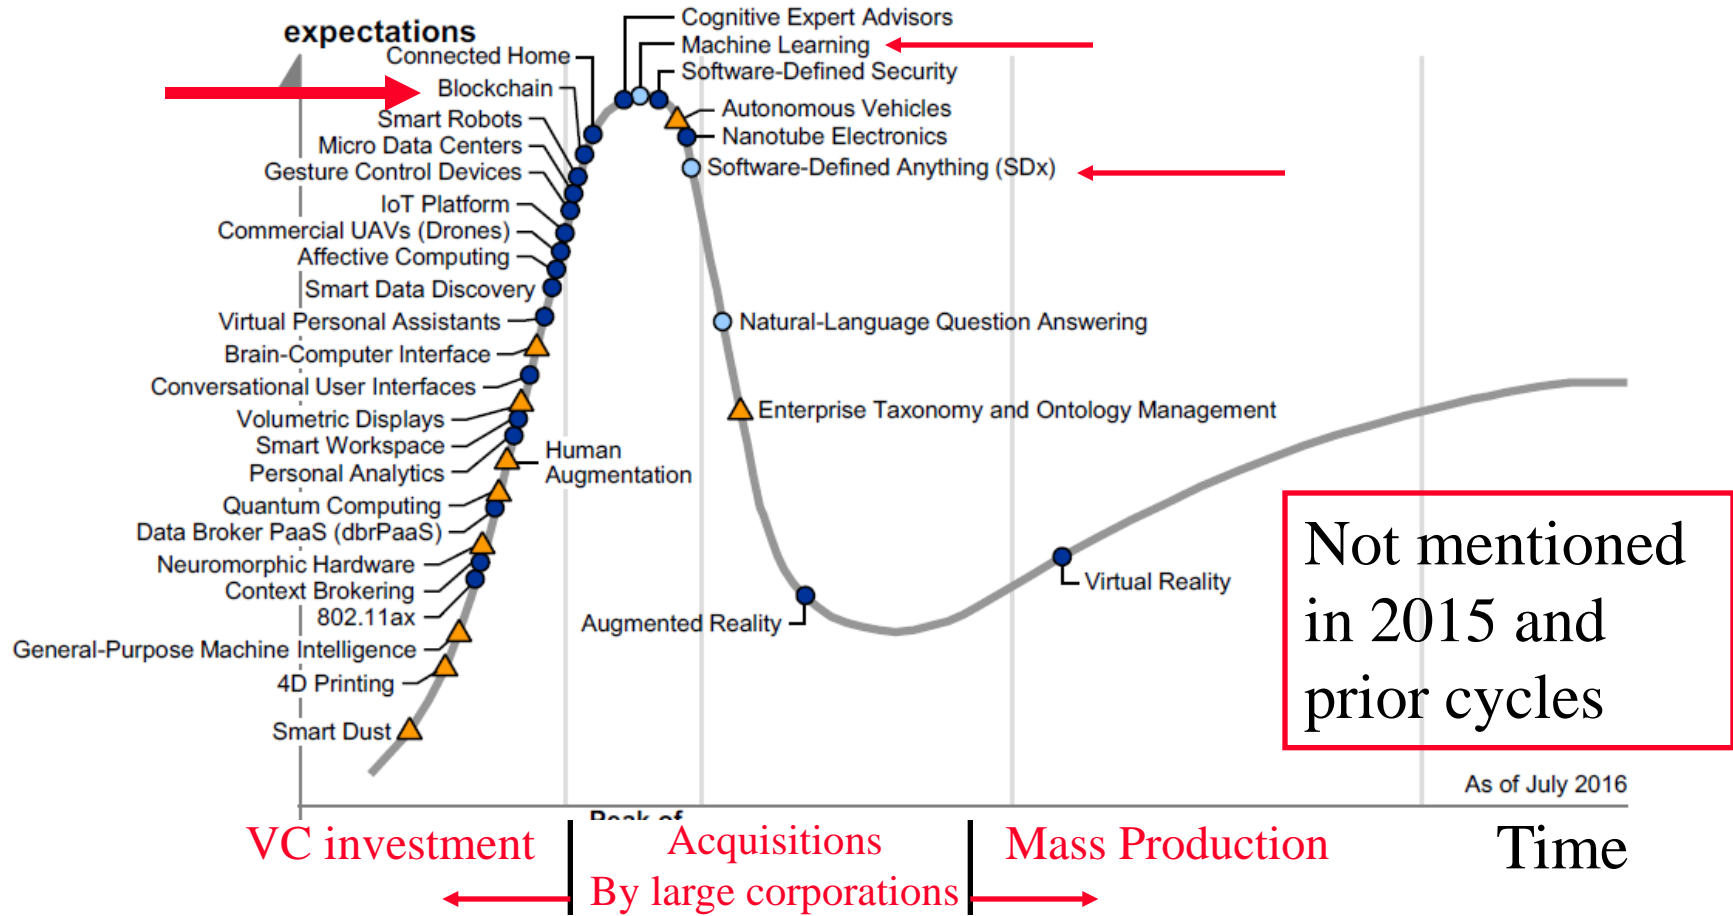 expectations
Connected Home
Blockchain
Smart Robots
Micro Data Centers
Gesture Control Devices
IoT Platform
Commercial UAVs (Drones)
Affective Computing
Smart Data Discovery
Virtual Personal Assistants
Brain-Computer Interface
Conversational User Interfaces
Volumetric Displays
Smart Workspace
Personal Analytics
Quantum Computing
Data Broker PaaS (dbrPaaS)
Neuromorphic Hardware
Context Brokering
802.11ax
General-Purpose Machine Intelligence
4D Printing
Smart Dust
Human
Augmentation
Cognitive Expert Advisors
Machine Learning
Software-Defined Security
Autonomous Vehicles
Nanotube Electronics
Software-Defined Anything (SDx)
Natural-Language Question Answering
Enterprise Taxonomy and Ontology Management
Augmented Reality
Virtual Reality
Not mentioned
in 2015 and
prior cycles
As of July 2016
Peak of
VC investment
Acquisitions
By large corporations
Mass Production
Time